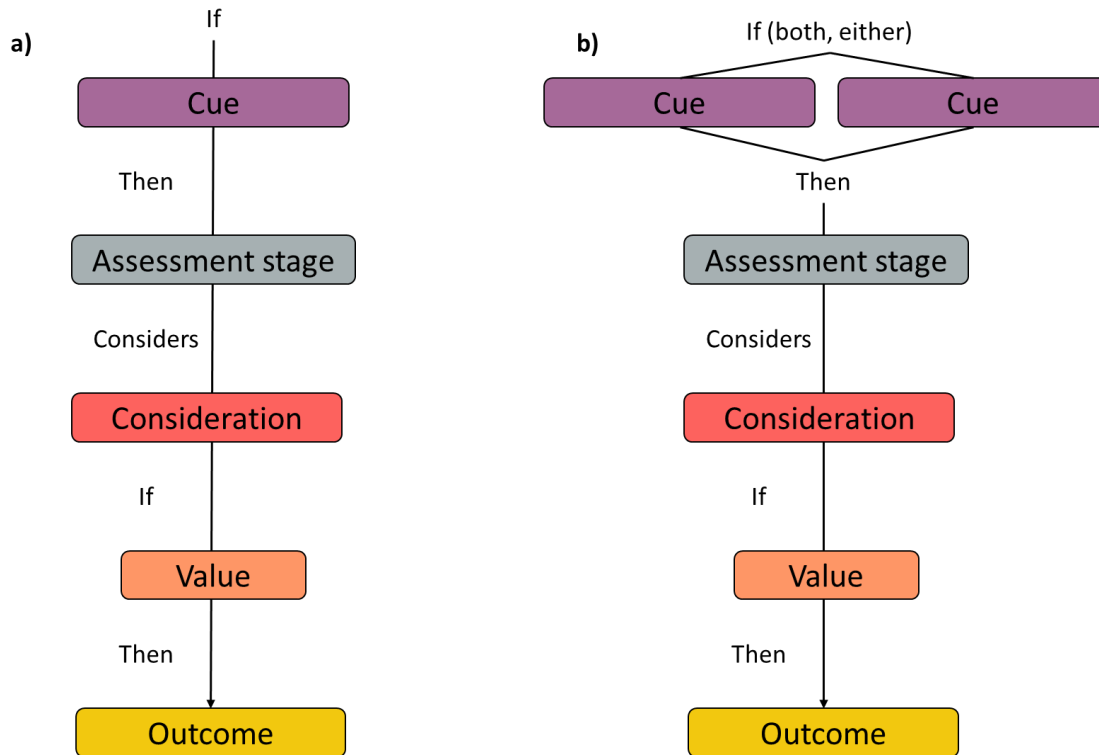 a)
If
Cue
Then
Assessment stage
Considers
Consideration
If
Value
Then
Outcome
b)
If (both, either)
Cue
Cue
Then
Assessment stage
Considers
Consideration
If
Value
Then
Outcome